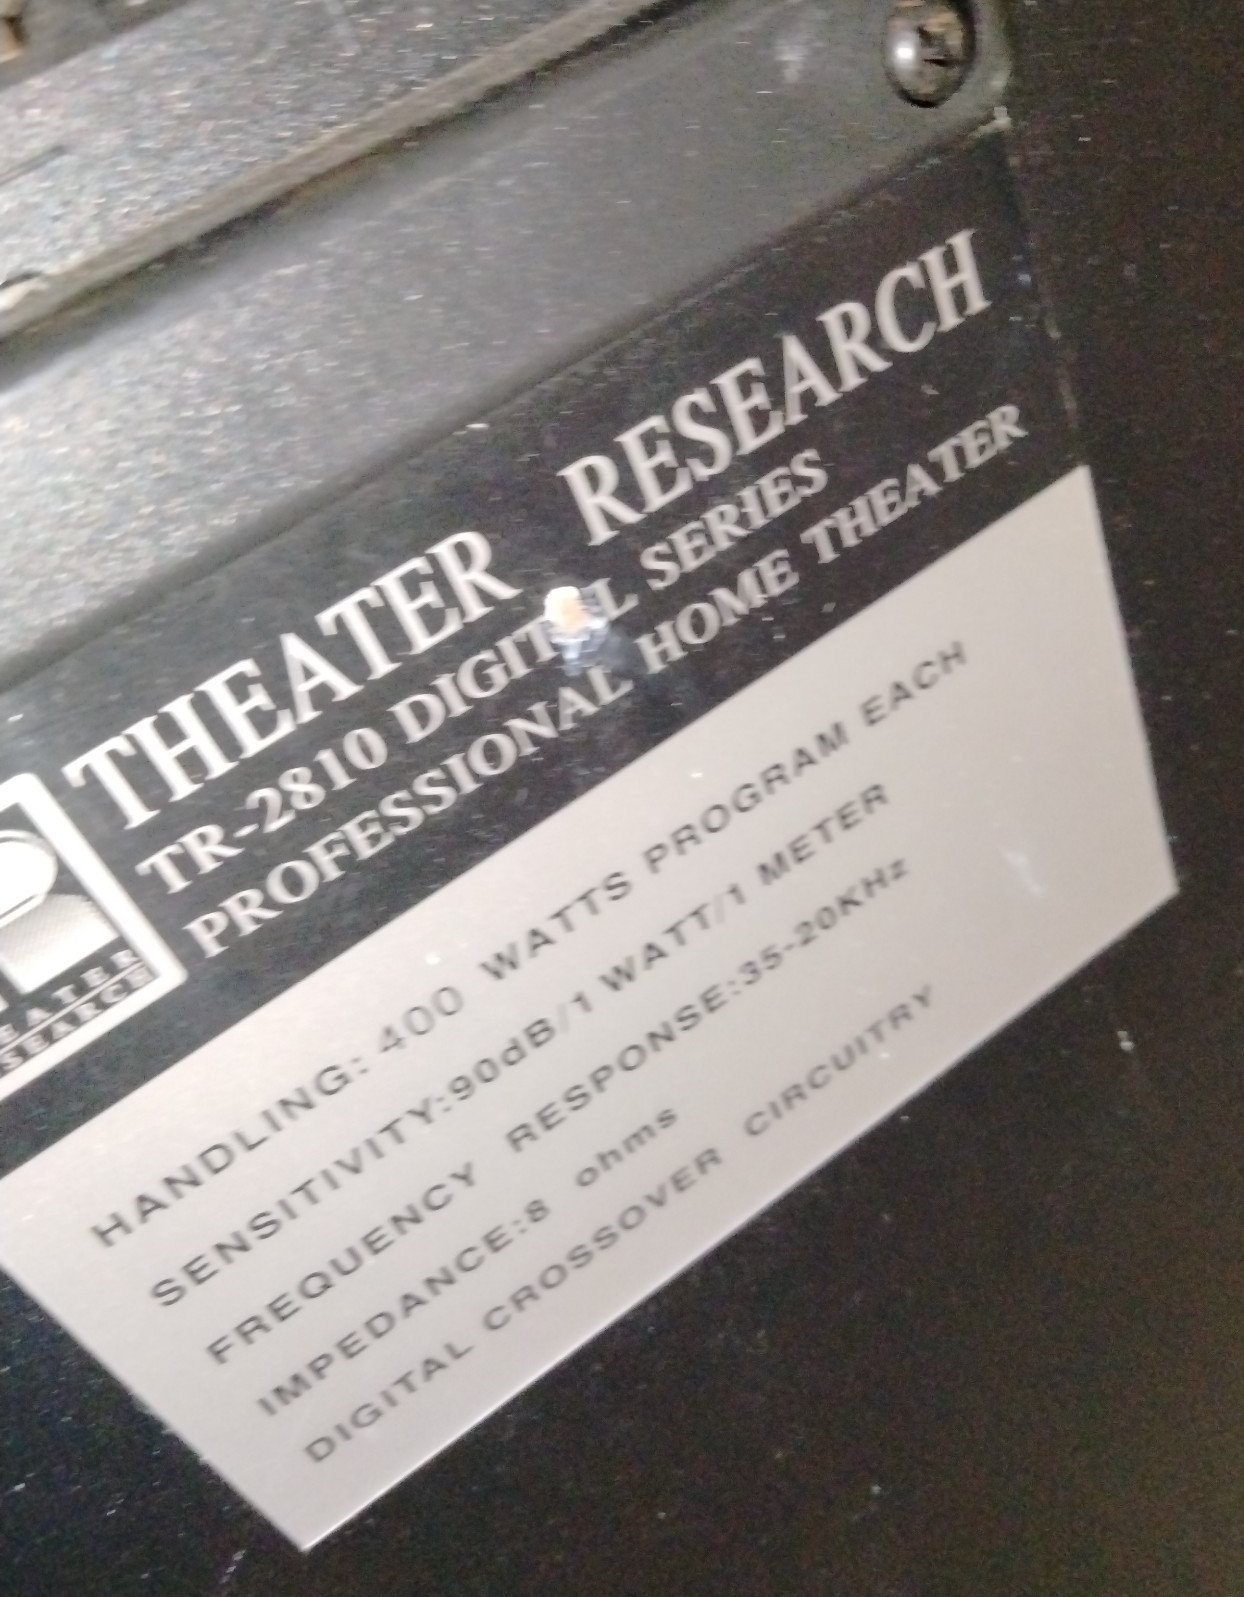 THEATER RESEARCH
TR-2810 DIGITAL SERIES
PROFESSIONAL HOME THEATER
HANDLING: 400 WATTS PROGRAM EACH
SENSITIVITY:90dB/1 WATT/1 METER
FREQUENCY RESPONSE:35-20KHz
IMPEDANCE:8 ohms
DIGITAL CROSSOVER CIRCUITRY